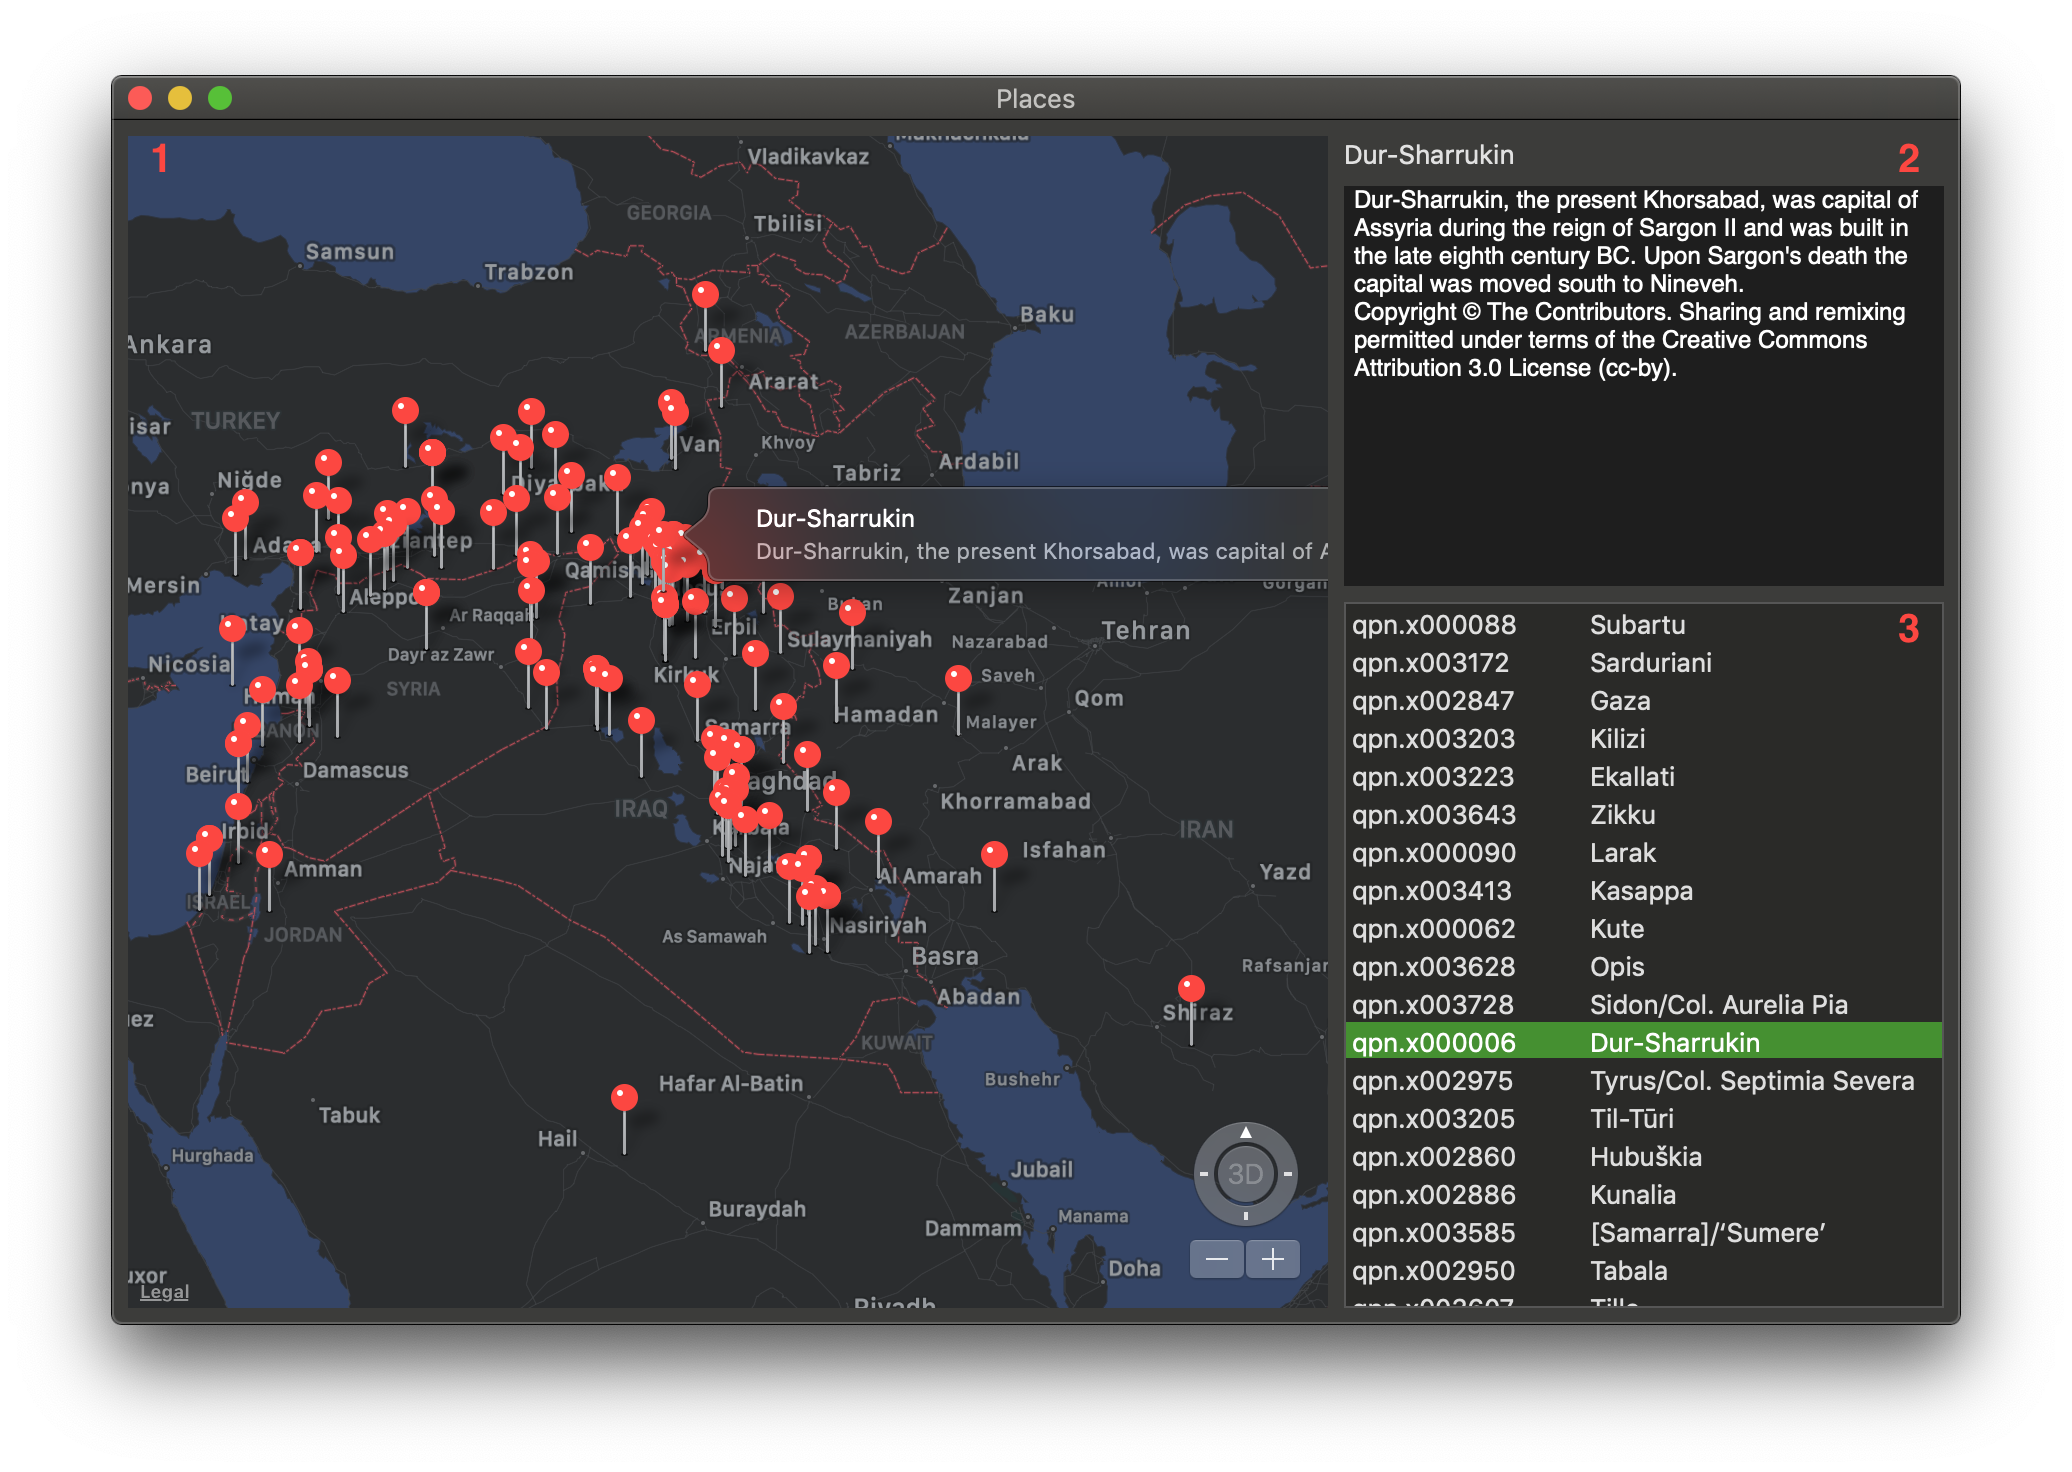 Places
1
Makhachkala
Vladikavkaz
GEORGIA
Tbilisi
Samsun
Trabzon
Baku
ARMENIA
AZERBAIJAN
Ankara
Ararat
TURKEY
isar
Van
Khvoy
Ardabil
Tabriz
Niğde
nya
Dur-Sharrukin
Dur-Sharrukin, the present Khorsabad, was capital of A
Qamish
Mersin
Zanjan
Gorgan
Aleppo
Ar Raqqah
Erbil
Sulaymaniyah
Nazarabad
Tehran
Nicosia
Dayr az Zawr
Kirkuk
Saveh
SYRIA
Qom
Hamadan
Malayer
Samarra
Beirut
Damascus
Arak
Baghdad
IRAQ
Khorramabad
Irbid
IRAN
Isfahan
Amman
Najaf
Al Amarah
Yazd
ISRAEL
Nasiriyah
JORDAN
As Samawah
Basra
Rafsanjan
Abadan
ez
Shiraz
KUWAIT
Hafar Al-Batin
Bushehr
Tabuk
Hail
Hurghada
Jubail
3D
Buraydah
Manama
Dammam
Doha
uxor
Legal
Riyadh
Dur-Sharrukin
2
Dur-Sharrukin, the present Khorsabad, was capital of
Assyria during the reign of Sargon II and was built in
the late eighth century BC. Upon Sargon's death the
capital was moved south to Nineveh.
Copyright © The Contributors. Sharing and remixing
permitted under terms of the Creative Commons
Attribution 3.0 License (cc-by).
3
qpn.x000088 Subartu
qpn.x003172 Sarduriani
qpn.x002847 Gaza
qpn.x003203 Kilizi
qpn.x003223 Ekallati
qpn.x003643 Zikku
qpn.x000090 Larak
qpn.x003413 Kasappa
qpn.x000062 Kute
qpn.x003628 Opis
qpn.x003728 Sidon/Col. Aurelia Pia
qpn.x000006 Dur-Sharrukin
qpn.x002975 Tyrus/Col. Septimia Severa
qpn.x003205 Til-Tūri
qpn.x002860 Hubuškia
qpn.x002886 Kunalia
qpn.x003585 [Samarra]/‘Sumere’
qpn.x002950 Tabala